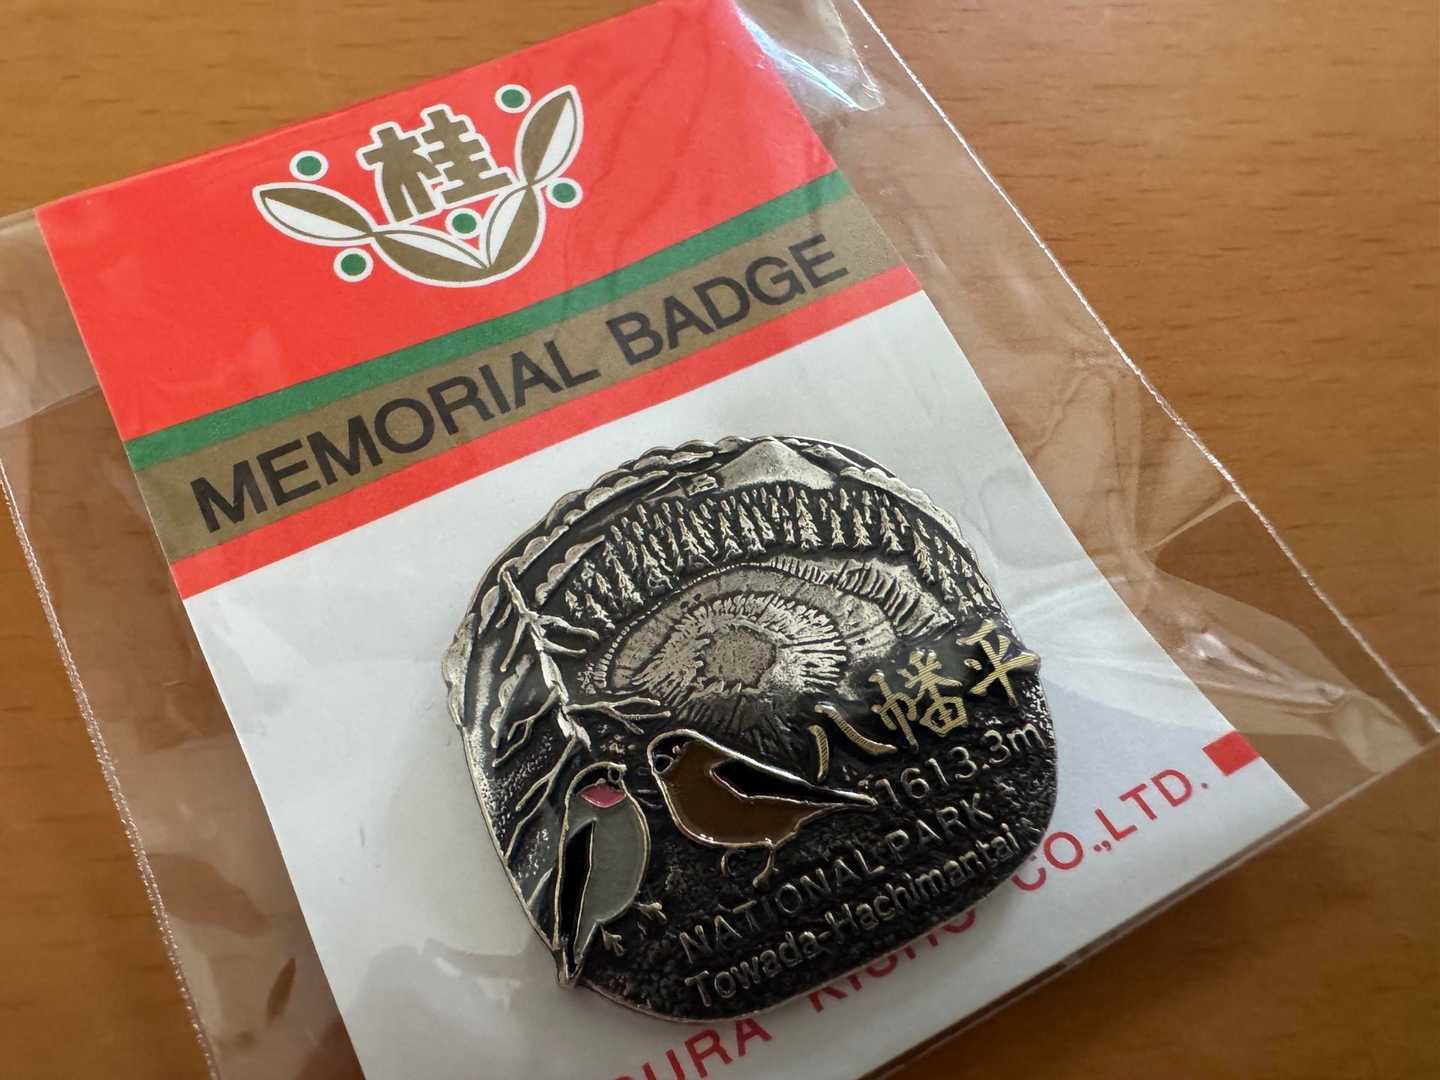 桂
MEMORIAL BADGE
八幡平
1613.3m
NATIONAL PARK
Towada-Hachimantai
CO.,LTD.